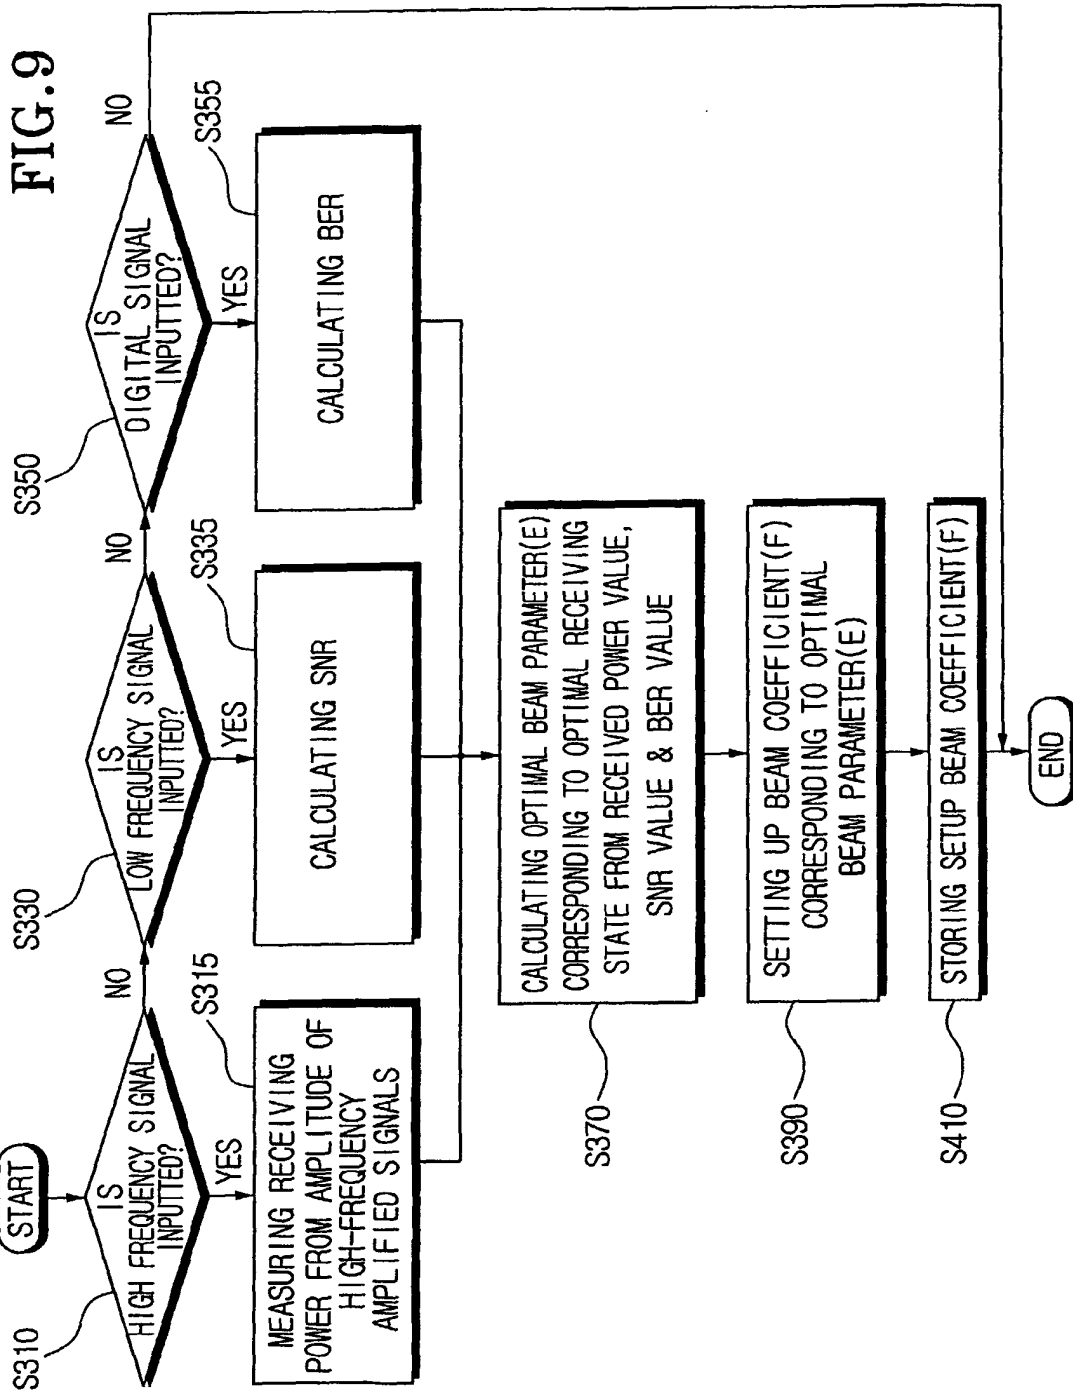 FIG.9
START
S310
IS
HIGH FREQUENCY SIGNAL
INPUTTED?
NO
YES
S315
MEASURING RECEIVING
POWER FROM AMPLITUDE OF
HIGH-FREQUENCY
AMPLIFIED SIGNALS
S330
IS
LOW FREQUENCY SIGNAL
INPUTTED?
NO
YES
S335
CALCULATING SNR
S350
IS
DIGITAL SIGNAL
INPUTTED?
NO
YES
S355
CALCULATING BER
S370
CALCULATING OPTIMAL BEAM PARAMETER(E)
CORRESPONDING TO OPTIMAL RECEIVING
STATE FROM RECEIVED POWER VALUE,
SNR VALUE & BER VALUE
S390
SETTING UP BEAM COEFFICIENT(F)
CORRESPONDING TO OPTIMAL
BEAM PARAMETER(E)
S410
STORING SETUP BEAM COEFFICIENT(F)
END